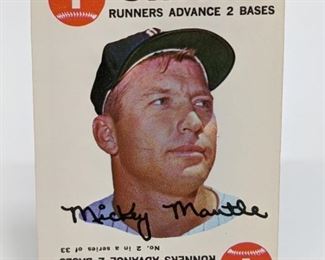 RUNNERS ADVANCE 2 BASES
Mickey Mantle
No. 2 in a series of 33
RUNNERS ADVANCE 2 BASES